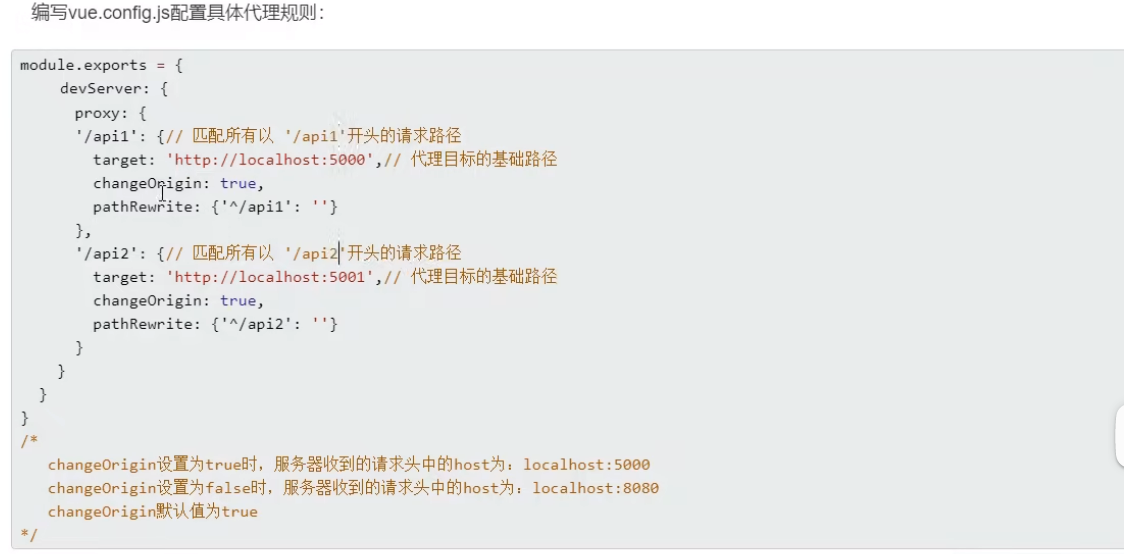 编写vue.config.js配置具体代理规则：
module.exports = {
    devServer: {
      proxy: {
      '/api1': {// 匹配所有以 '/api1'开头的请求路径
        target: 'http://localhost:5000',// 代理目标的基础路径
        changeOrigin: true,
        pathRewrite: {'^/api1': ''}
      },
      '/api2': {// 匹配所有以 '/api2'开头的请求路径
        target: 'http://localhost:5001',// 代理目标的基础路径
        changeOrigin: true,
        pathRewrite: {'^/api2': ''}
      }
    }
  }
}
/*
   changeOrigin设置为true时，服务器收到的请求头中的host为：localhost:5000
   changeOrigin设置为false时，服务器收到的请求头中的host为：localhost:8080
   changeOrigin默认值为true
*/